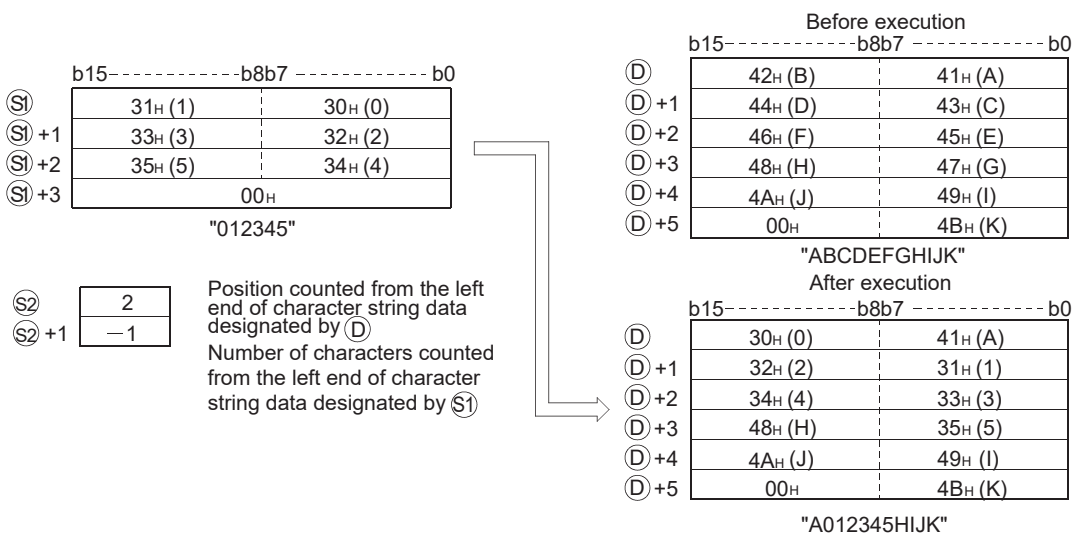 b15 b8b7 b0
S1 31H (1) 30H (0)
S1 +1 33H (3) 32H (2)
S1 +2 35H (5) 34H (4)
S1 +3 00H
"012345"
S2 2
S2 +1 —1
Position counted from the left
end of character string data
designated by D
Number of characters counted
from the left end of character
string data designated by S1
Before execution
b15 b8b7 b0
D 42H (B) 41H (A)
D +1 44H (D) 43H (C)
D +2 46H (F) 45H (E)
D +3 48H (H) 47H (G)
D +4 4AH (J) 49H (I)
D +5 00H 4BH (K)
"ABCDEFGHIJK"
After execution
b15 b8b7 b0
D 30H (0) 41H (A)
D +1 32H (2) 31H (1)
D +2 34H (4) 33H (3)
D +3 48H (H) 35H (5)
D +4 4AH (J) 49H (I)
D +5 00H 4BH (K)
"A012345HIJK"